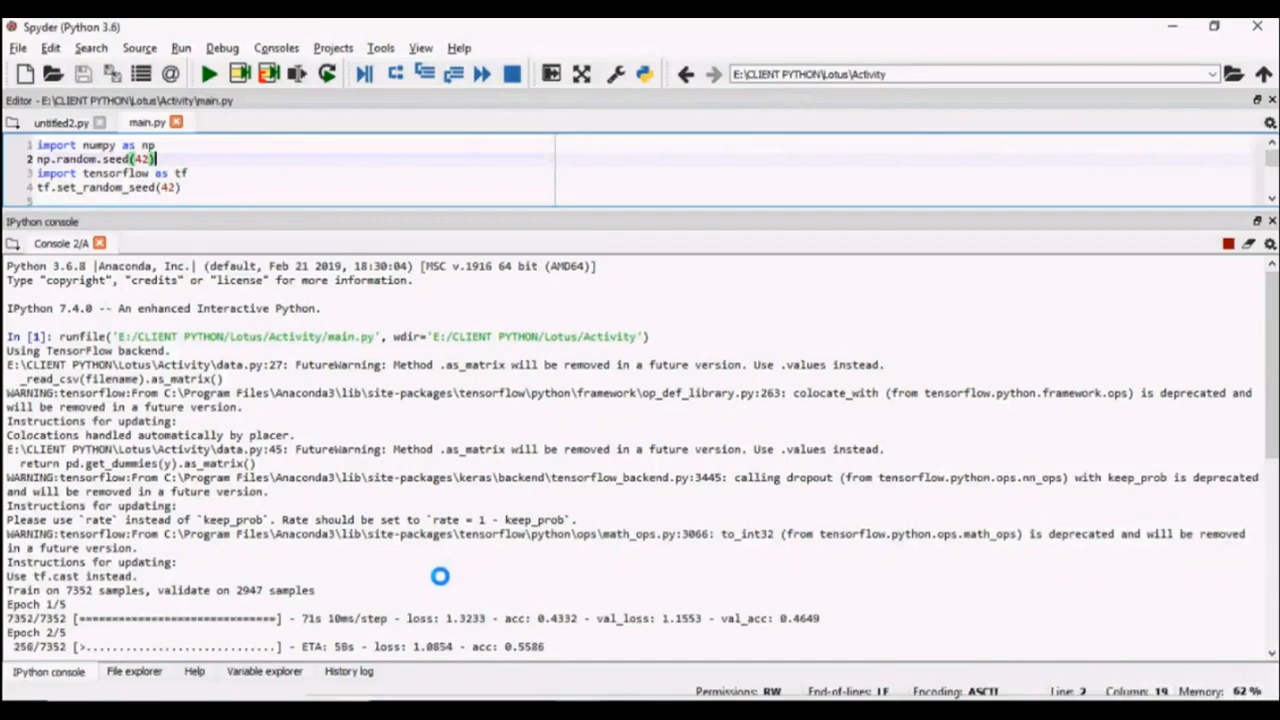 Spyder (Python 3.6)
File Edit Search Source Run Debug Consoles Projects Tools View Help
E:\CLIENT PYTHON\Lotus\Activity
Editor - E:\CLIENT PYTHON\Lotus\Activity\main.py
untitled2.py main.py
1 import numpy as np
2 np.random.seed(42)
3 import tensorflow as tf
4 tf.set_random_seed(42)
5
IPython console
Console 2/A
Python 3.6.8 |Anaconda, Inc.| (default, Feb 21 2019, 18:30:04) [MSC v.1916 64 bit (AMD64)]
Type "copyright", "credits" or "license" for more information.
IPython 7.4.0 -- An enhanced Interactive Python.
In [1]: runfile('E:/CLIENT PYTHON/Lotus/Activity/main.py', wdir='E:/CLIENT PYTHON/Lotus/Activity')
Using TensorFlow backend.
E:\CLIENT PYTHON\Lotus\Activity\data.py:27: FutureWarning: Method .as_matrix will be removed in a future version. Use .values instead.
_read_csv(filename).as_matrix()
WARNING:tensorflow:From C:\Program Files\Anaconda3\lib\site-packages\tensorflow\python\framework\op_def_library.py:263: colocate_with (from tensorflow.python.framework.ops) is deprecated and
will be removed in a future version.
Instructions for updating:
Colocations handled automatically by placer.
E:\CLIENT PYTHON\Lotus\Activity\data.py:45: FutureWarning: Method .as_matrix will be removed in a future version. Use .values instead.
return pd.get_dummies(y).as_matrix()
WARNING:tensorflow:From C:\Program Files\Anaconda3\lib\site-packages\keras\backend\tensorflow_backend.py:3445: calling dropout (from tensorflow.python.ops.nn_ops) with keep_prob is deprecated
and will be removed in a future version.
Instructions for updating:
Please use `rate` instead of `keep_prob`. Rate should be set to `rate = 1 - keep_prob`.
WARNING:tensorflow:From C:\Program Files\Anaconda3\lib\site-packages\tensorflow\python\ops\math_ops.py:3066: to_int32 (from tensorflow.python.ops.math_ops) is deprecated and will be removed
in a future version.
Instructions for updating:
Use tf.cast instead.
Train on 7352 samples, validate on 2947 samples
Epoch 1/5
7352/7352 [==============================] - 71s 10ms/step - loss: 1.3233 - acc: 0.4332 - val_loss: 1.1553 - val_acc: 0.4649
Epoch 2/5
256/7352 [>.............................] - ETA: 58s - loss: 1.0854 - acc: 0.5586
IPython console File explorer Help Variable explorer History log
Permissions: RW End-of-lines: LF Encoding: ASCII Line: 2 Column: 19 Memory: 62 %